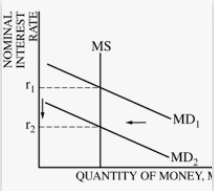 NOMINAL
INTEREST
RATE
MS
r1
MD1
r2
MD2
QUANTITY OF MONEY,